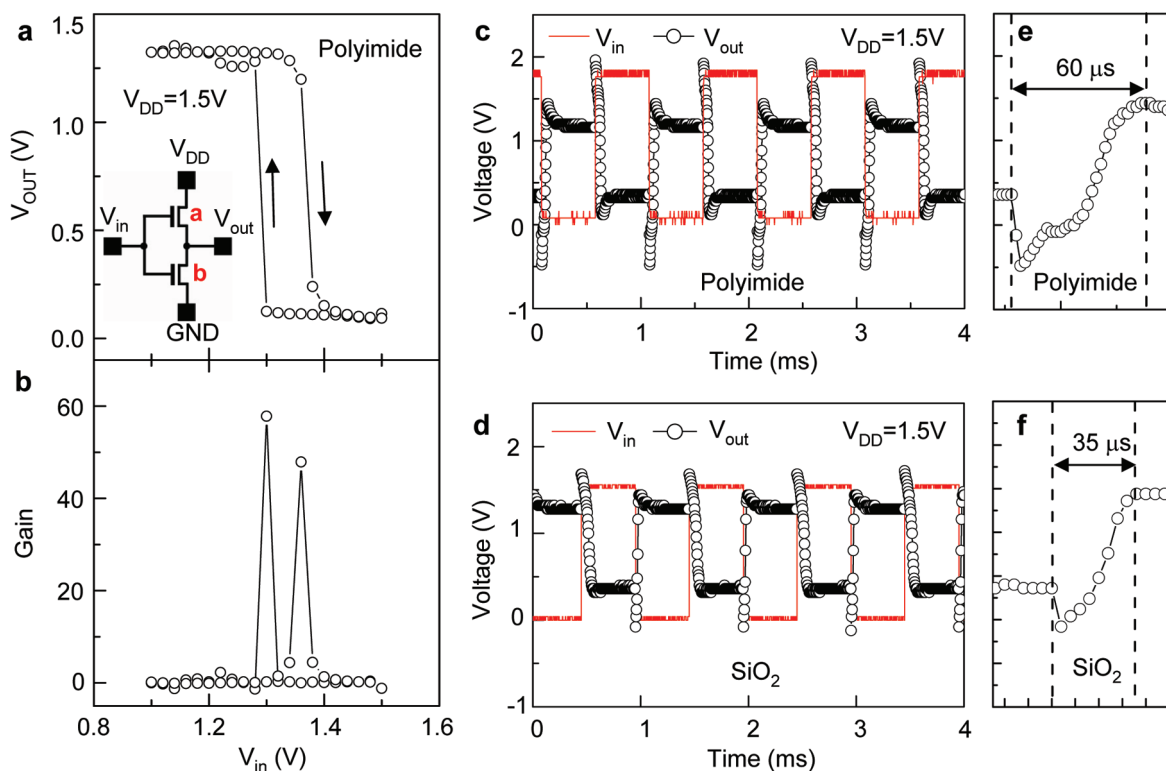 a
1.5
1.0
0.5
0.0
V_OUT (V)
Polyimide
V_DD=1.5V
V_DD
V_in
a
V_out
b
GND
b
60
40
20
0
Gain
0.8
1.2
1.6
V_in (V)
c
V_in
V_out
V_DD=1.5V
2
1
0
-1
Voltage (V)
Polyimide
0
1
2
3
4
Time (ms)
d
V_in
V_out
V_DD=1.5V
2
1
0
-1
Voltage (V)
SiO₂
0
1
2
3
4
Time (ms)
e
60 μs
Polyimide
f
35 μs
SiO₂